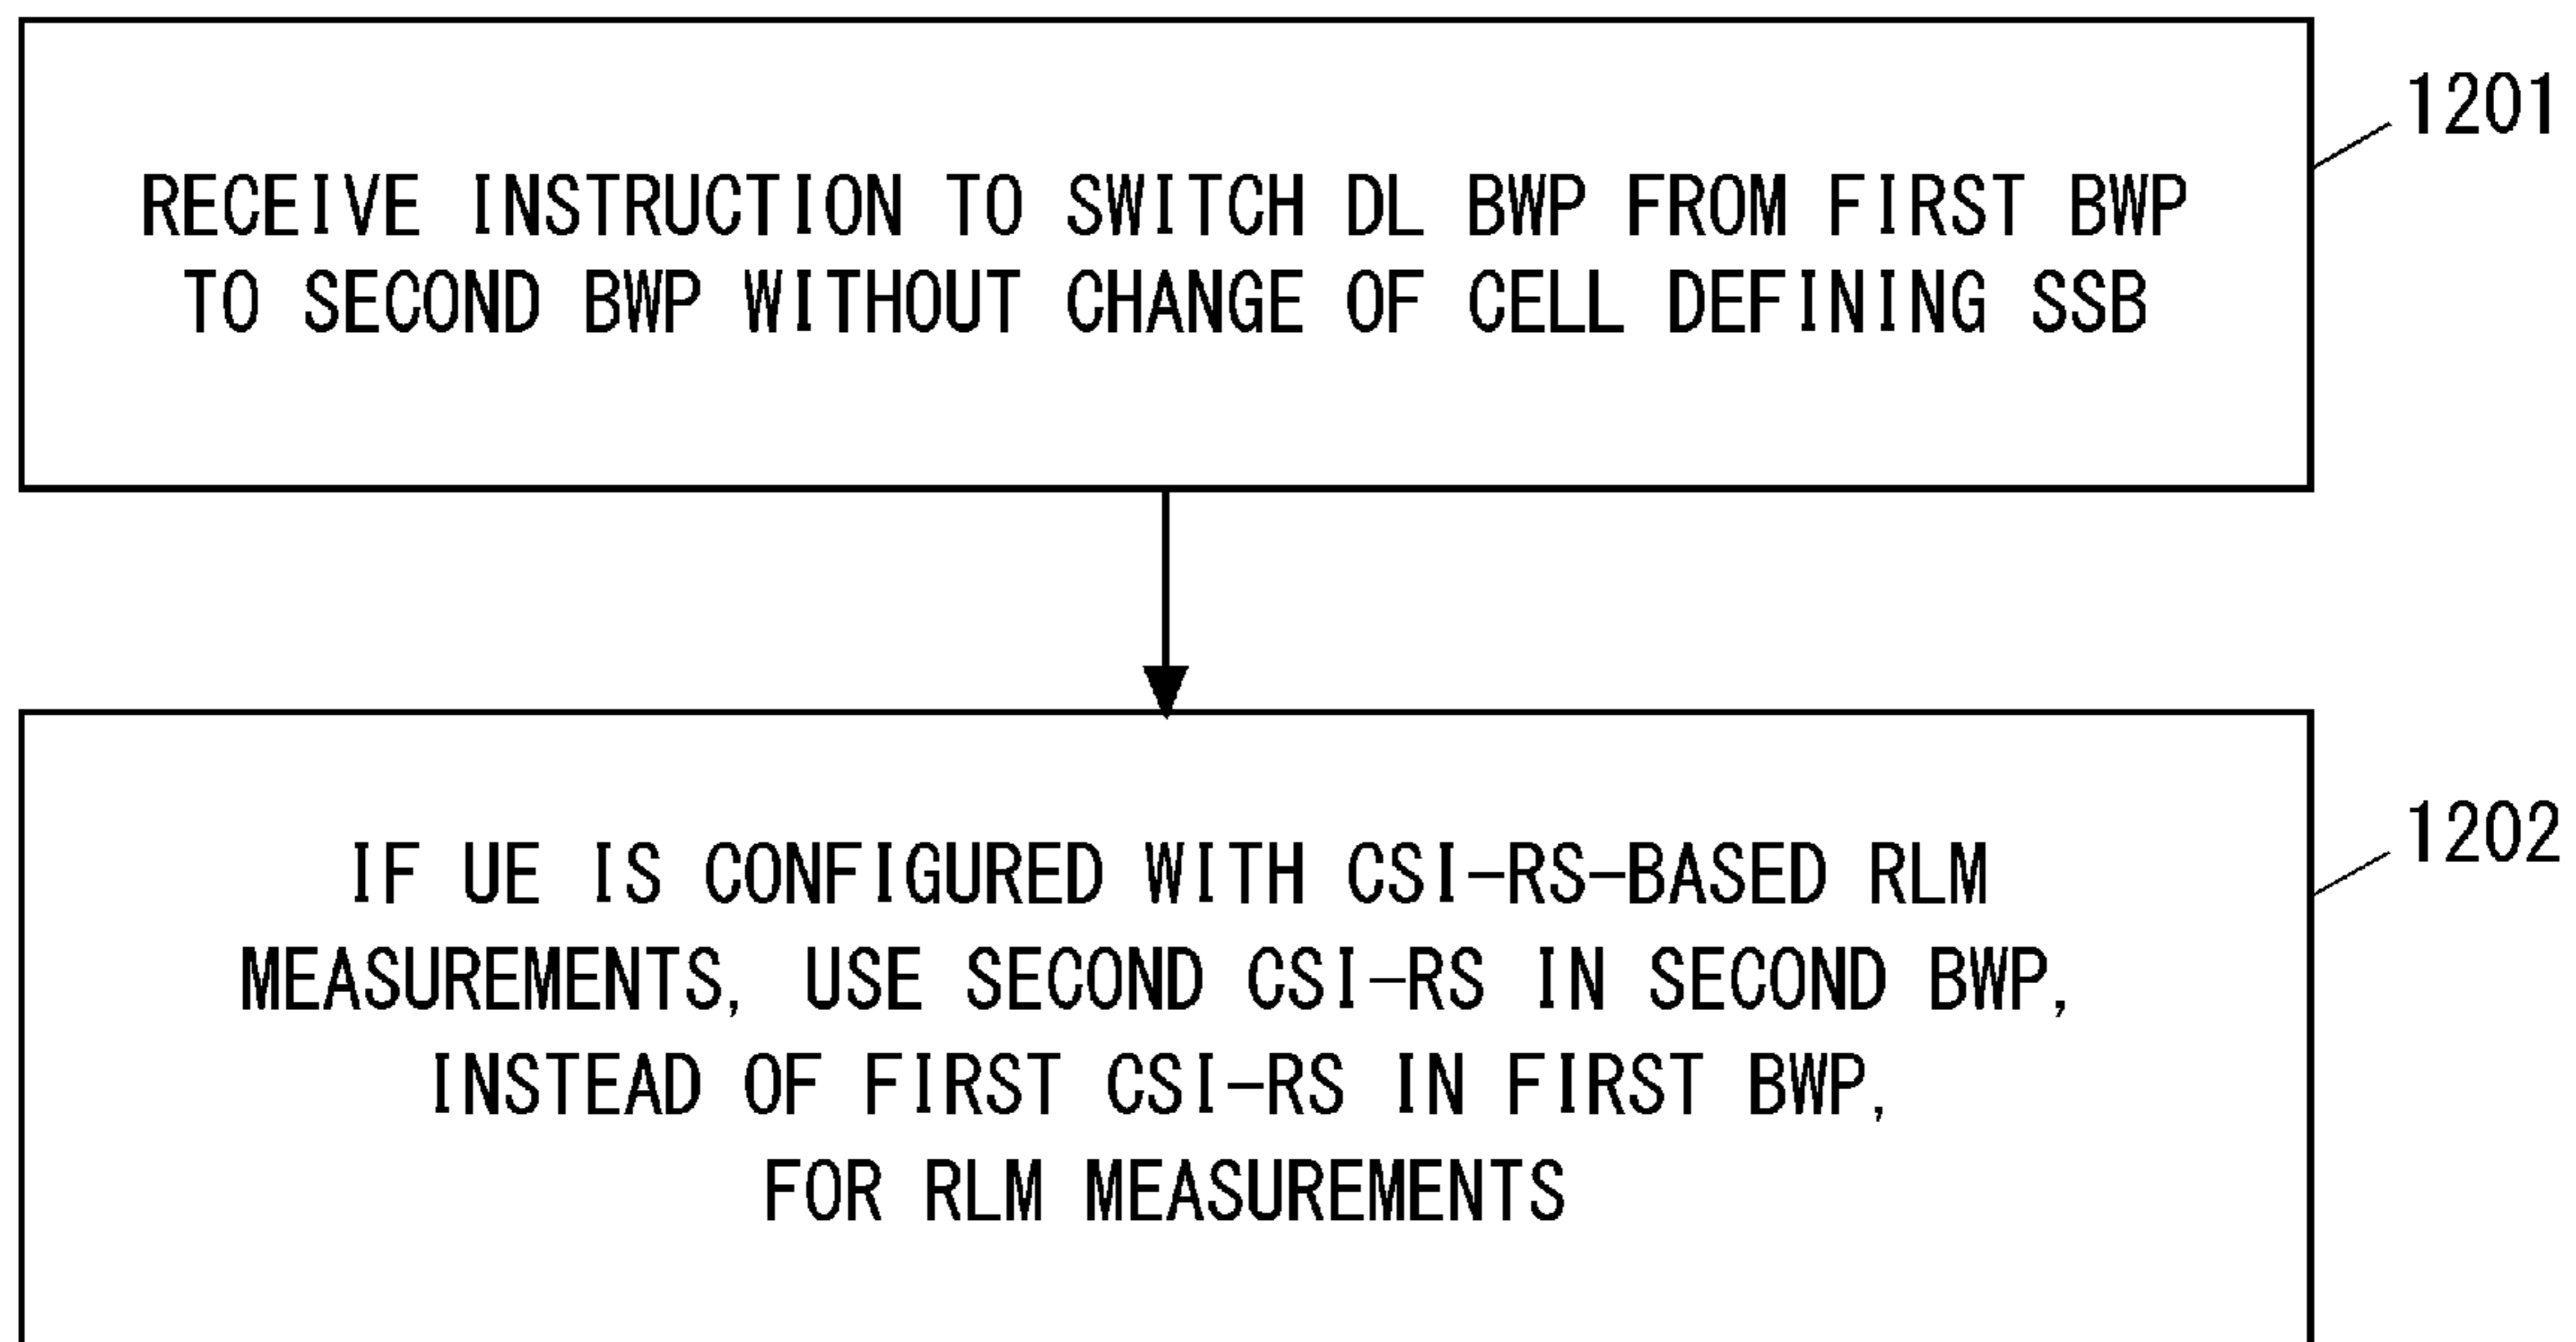 1201
RECEIVE INSTRUCTION TO SWITCH DL BWP FROM FIRST BWP
TO SECOND BWP WITHOUT CHANGE OF CELL DEFINING SSB
1202
IF UE IS CONFIGURED WITH CSI-RS-BASED RLM
MEASUREMENTS, USE SECOND CSI-RS IN SECOND BWP,
INSTEAD OF FIRST CSI-RS IN FIRST BWP,
FOR RLM MEASUREMENTS